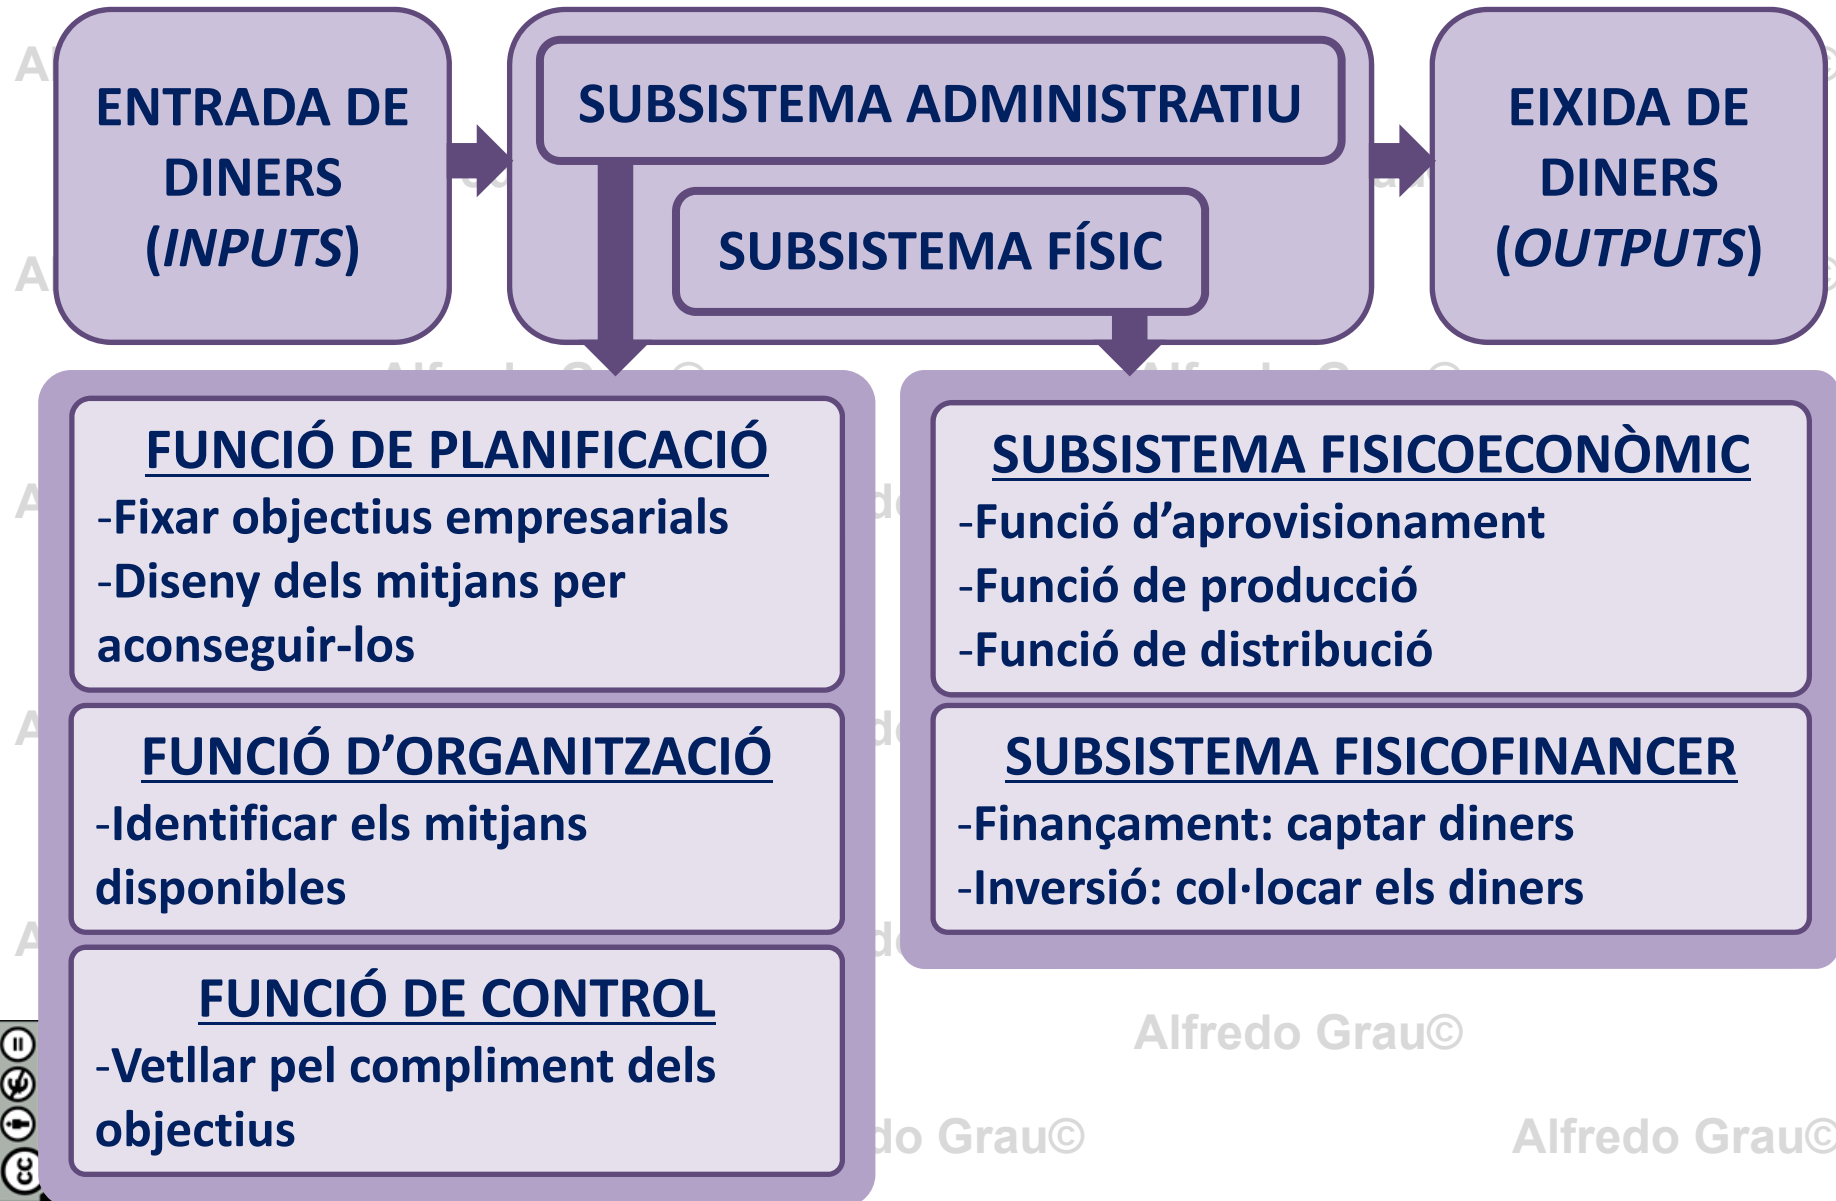 ENTRADA DE
DINERS
(INPUTS)
SUBSISTEMA ADMINISTRATIU
SUBSISTEMA FÍSIC
EIXIDA DE
DINERS
(OUTPUTS)
FUNCIÓ DE PLANIFICACIÓ
-Fixar objectius empresarials
-Diseny dels mitjans per
aconseguir-los
FUNCIÓ D’ORGANITZACIÓ
-Identificar els mitjans
disponibles
FUNCIÓ DE CONTROL
-Vetllar pel compliment dels
objectius
SUBSISTEMA FISICOECONÒMIC
-Funció d’aprovisionament
-Funció de producció
-Funció de distribució
SUBSISTEMA FISICOFINANCER
-Finançament: captar diners
-Inversió: col·locar els diners
Alfredo Grau©
Grau©
Alfredo Grau©